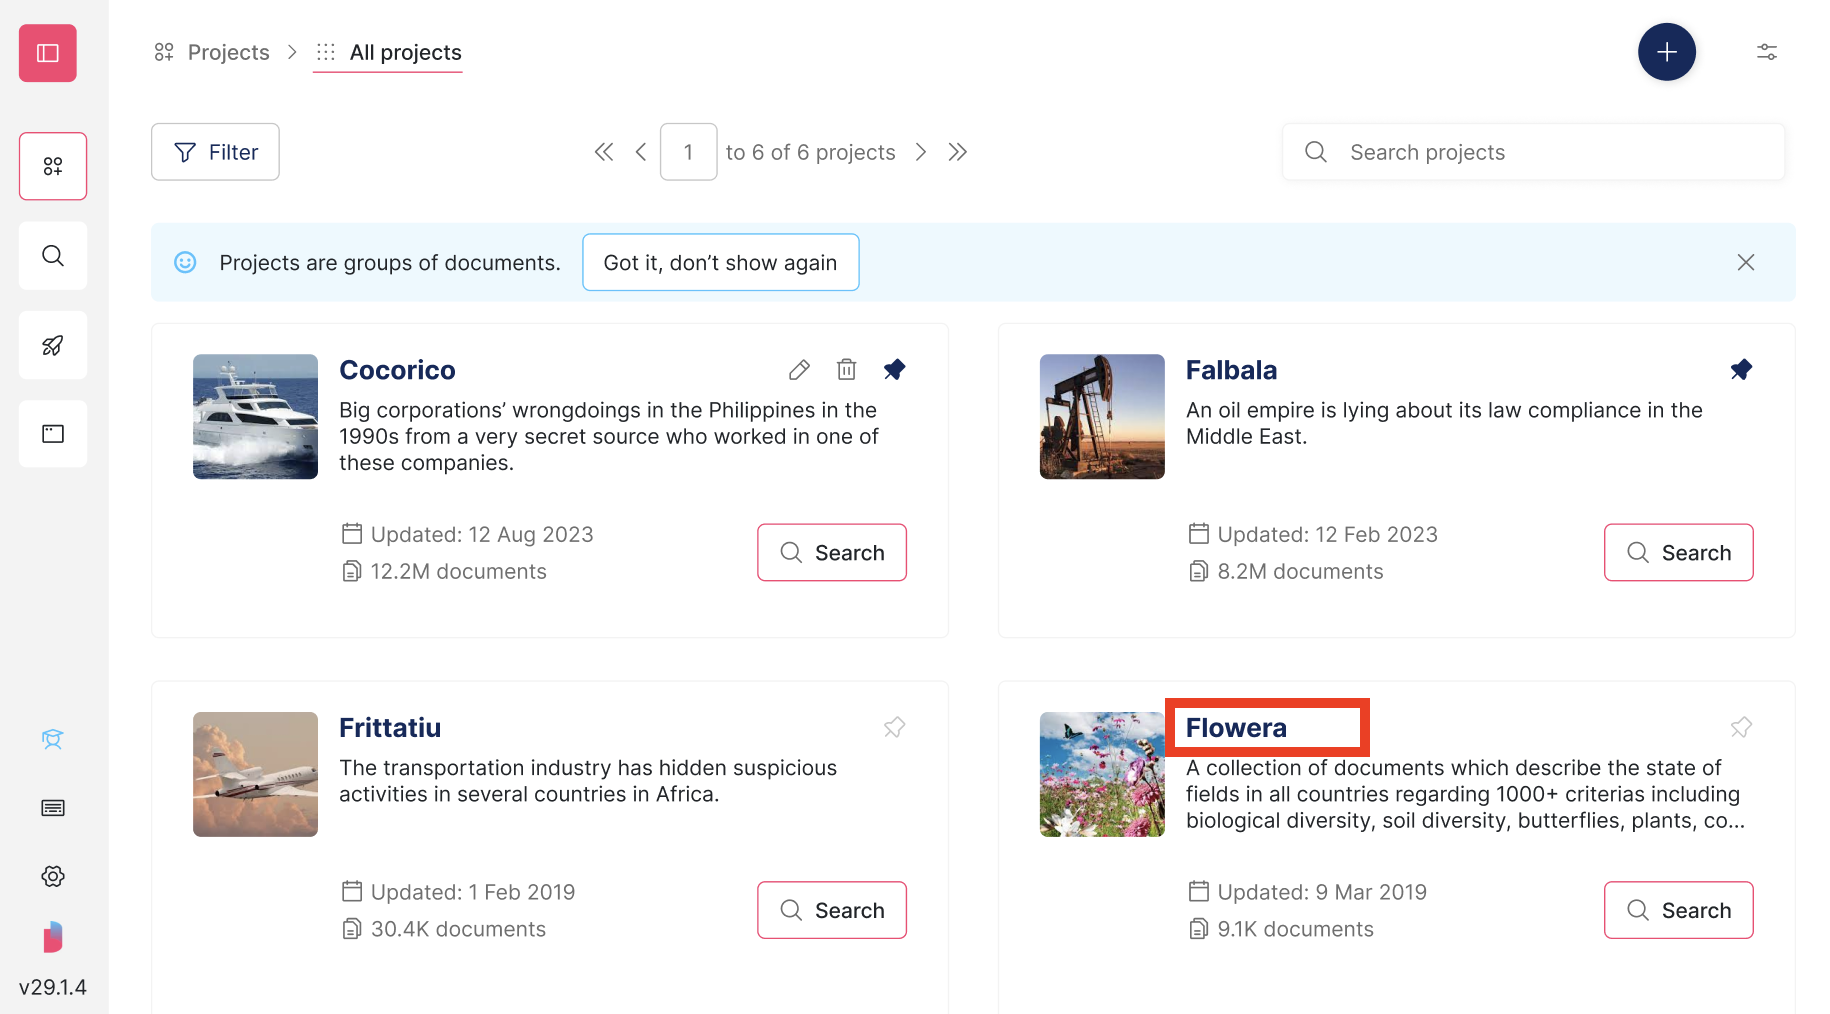 Projects
All projects
Filter
1
to 6 of 6 projects
Search projects
Projects are groups of documents.
Got it, don’t show again
Cocorico
Big corporations’ wrongdoings in the Philippines in the
1990s from a very secret source who worked in one of
these companies.
Updated: 12 Aug 2023
12.2M documents
Search
Falbala
An oil empire is lying about its law compliance in the
Middle East.
Updated: 12 Feb 2023
8.2M documents
Search
Frittatiu
The transportation industry has hidden suspicious
activities in several countries in Africa.
Updated: 1 Feb 2019
30.4K documents
Search
Flowera
A collection of documents which describe the state of
fields in all countries regarding 1000+ criterias including
biological diversity, soil diversity, butterflies, plants, co...
Updated: 9 Mar 2019
9.1K documents
Search
v29.1.4